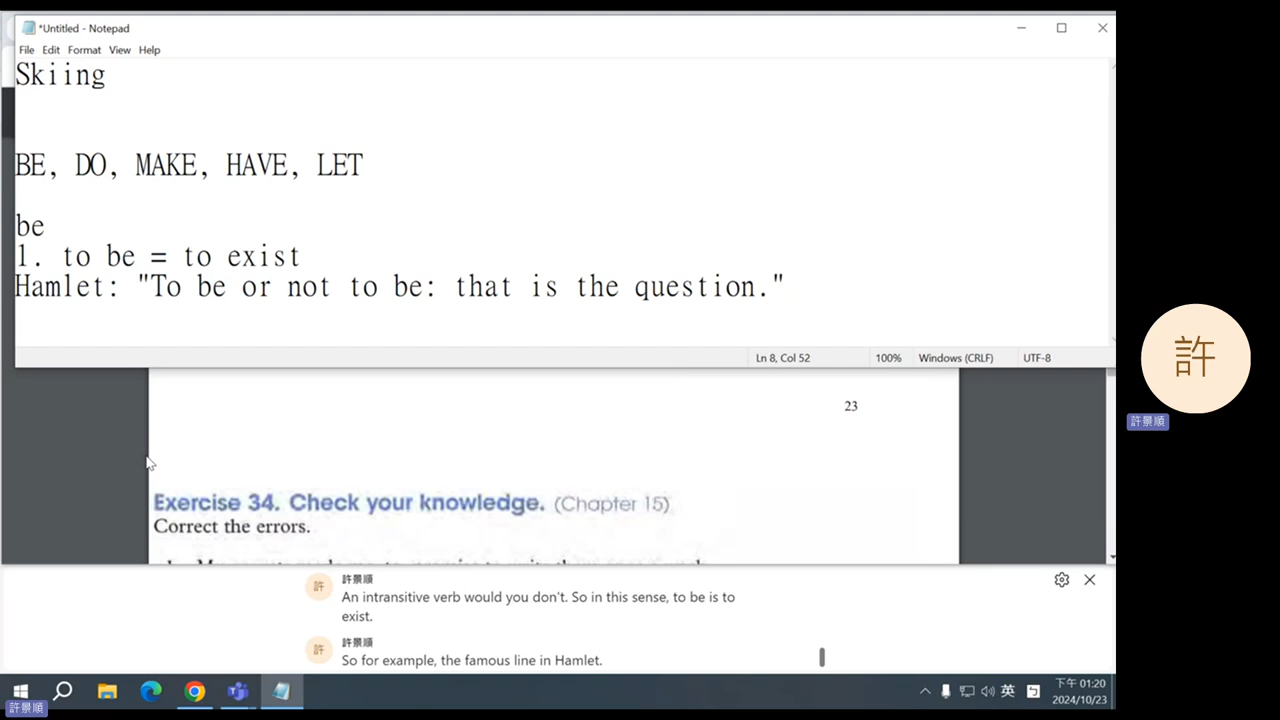 *Untitled - Notepad
File Edit Format View Help
Skiing
BE, DO, MAKE, HAVE, LET
be
1. to be = to exist
Hamlet: "To be or not to be: that is the question."
Ln 8, Col 52 100% Windows (CRLF) UTF-8
23
Exercise 34. Check your knowledge. (Chapter 15)
Correct the errors.
許
許景順
許 許景順
An intransitive verb would you don't. So in this sense, to be is to
exist.
許 許景順
So for example, the famous line in Hamlet.
英 ㄅ 下午 01:20
2024/10/23
許景順